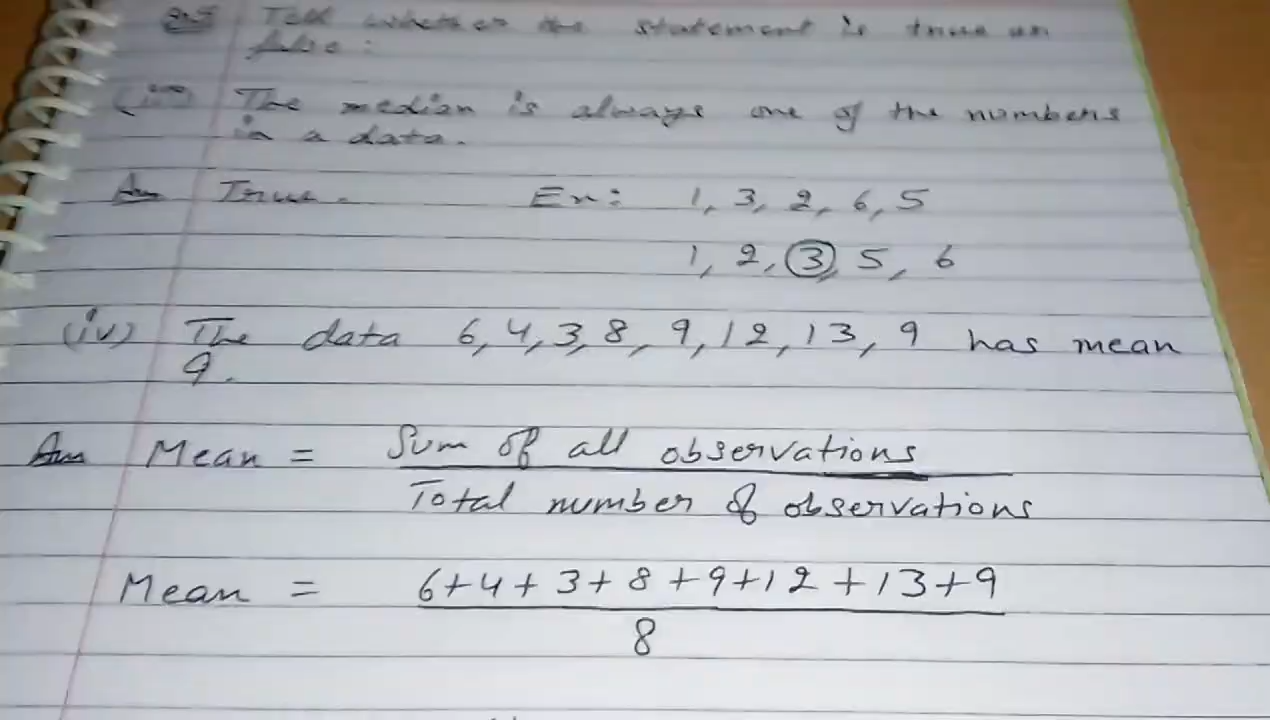 Q.5 Tell whether the statement is true or
false:
(iii) The median is always one of the numbers
in a data.
Ans True. Ex: 1, 3, 2, 6, 5
1, 2, 3, 5, 6
(iv) The data 6, 4, 3, 8, 9, 12, 13, 9 has mean
9.
Ans Mean = Sum of all observations
Total number of observations
Mean = 6+4+3+8+9+12+13+9
8